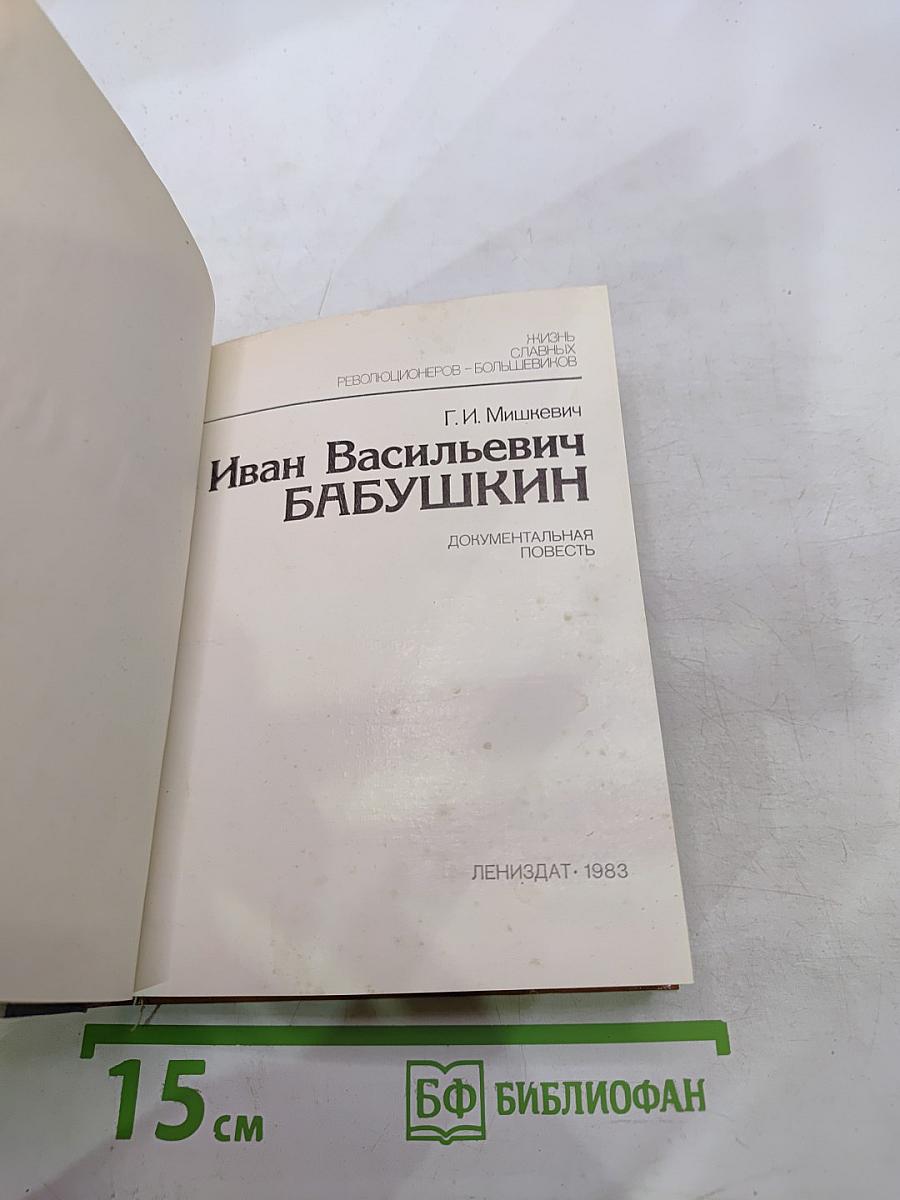 ЖИЗНЬ
СЛАВНЫХ
РЕВОЛЮЦИОНЕРОВ – БОЛЬШЕВИКОВ
Г. И. Мишкевич
Иван Васильевич
БАБУШКИН
ДОКУМЕНТАЛЬНАЯ
ПОВЕСТЬ
ЛЕНИЗДАТ · 1983
15 см
БФ БИБЛИОФАН